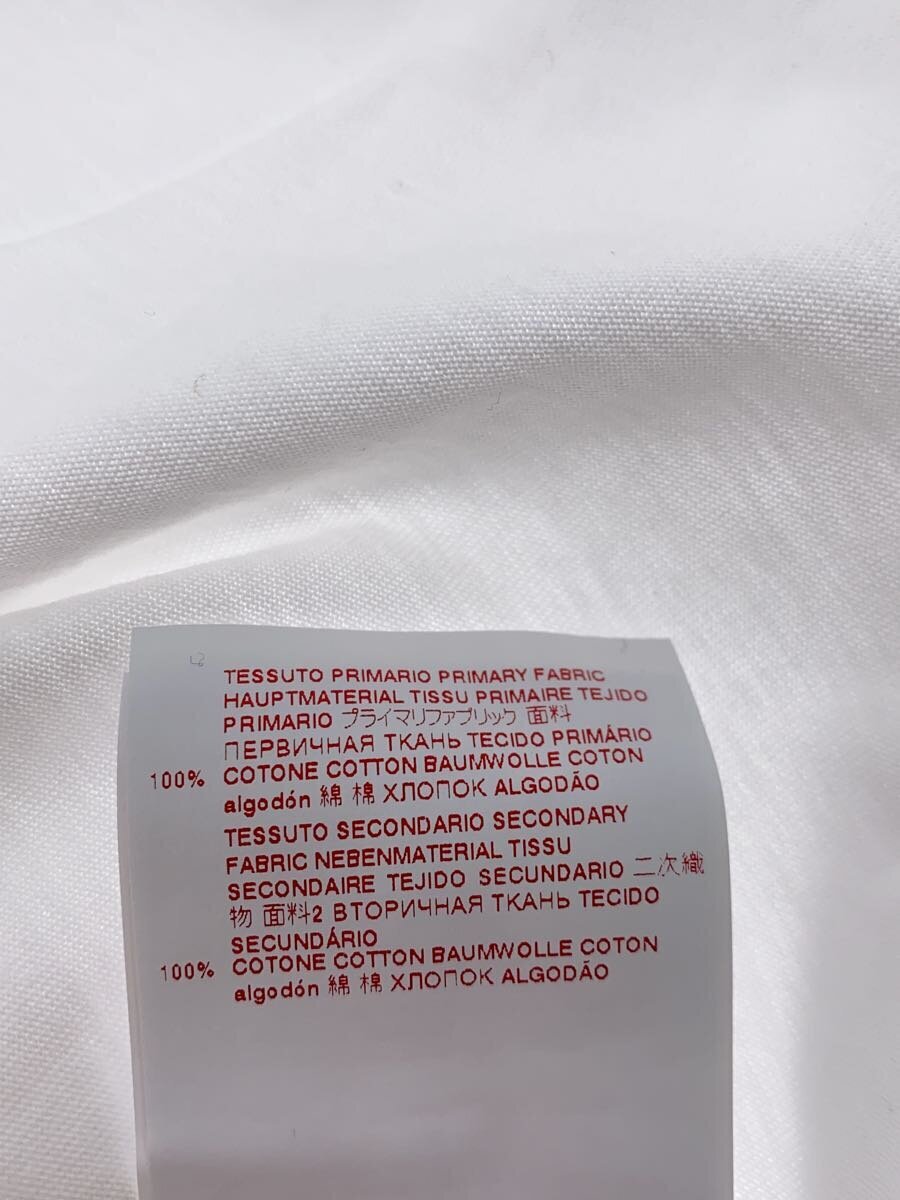 TESSUTO PRIMARIO PRIMARY FABRIC
HAUPTMATERIAL TISSU PRIMAIRE TEJIDO
PRIMARIO プライマリファブリック 面料
ПЕРВИЧНАЯ ТКАНЬ TECIDO PRIMÁRIO
100% COTONE COTTON BAUMWOLLE COTON
algodón 綿 棉 ХЛОПОК ALGODÃO
TESSUTO SECONDARIO SECONDARY
FABRIC NEBENMATERIAL TISSU
SECONDAIRE TEJIDO SECUNDARIO 二次織
物 面料2 ВТОРИЧНАЯ ТКАНЬ TECIDO
SECUNDÁRIO
100% COTONE COTTON BAUMWOLLE COTON
algodón 綿 棉 ХЛОПОК ALGODÃO